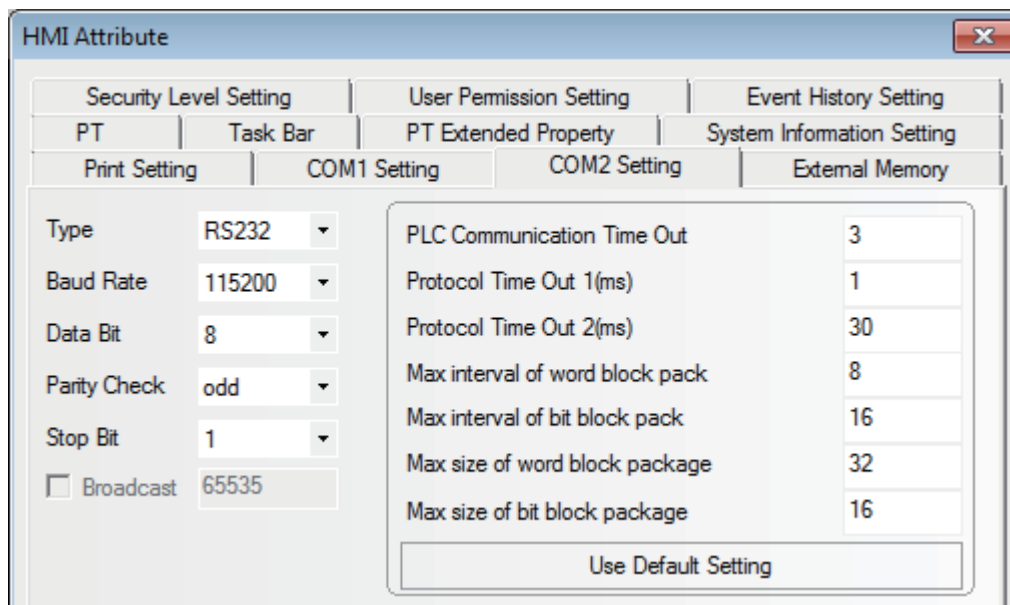 HMI Attribute
Security Level Setting User Permission Setting Event History Setting
PT Task Bar PT Extended Property System Information Setting
Print Setting COM1 Setting COM2 Setting External Memory
Type RS232
Baud Rate 115200
Data Bit 8
Parity Check odd
Stop Bit 1
Broadcast 65535
PLC Communication Time Out 3
Protocol Time Out 1(ms) 1
Protocol Time Out 2(ms) 30
Max interval of word block pack 8
Max interval of bit block pack 16
Max size of word block package 32
Max size of bit block package 16
Use Default Setting